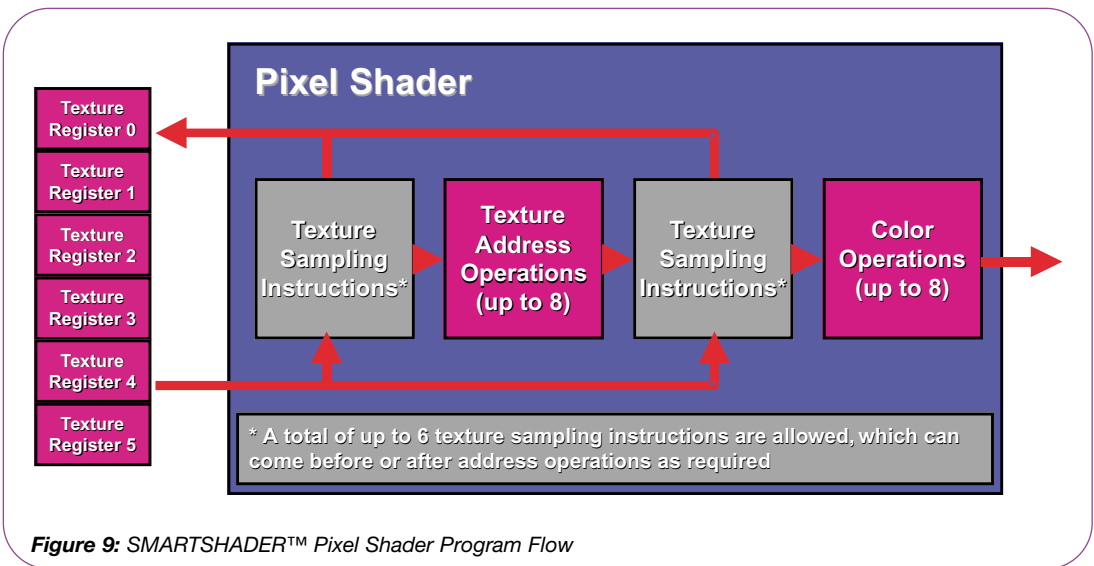 Pixel Shader
Texture
Register 0
Texture
Register 1
Texture
Register 2
Texture
Register 3
Texture
Register 4
Texture
Register 5
Texture
Sampling
Instructions*
Texture
Address
Operations
(up to 8)
Texture
Sampling
Instructions*
Color
Operations
(up to 8)
* A total of up to 6 texture sampling instructions are allowed, which can
come before or after address operations as required
Figure 9: SMARTSHADER™ Pixel Shader Program Flow